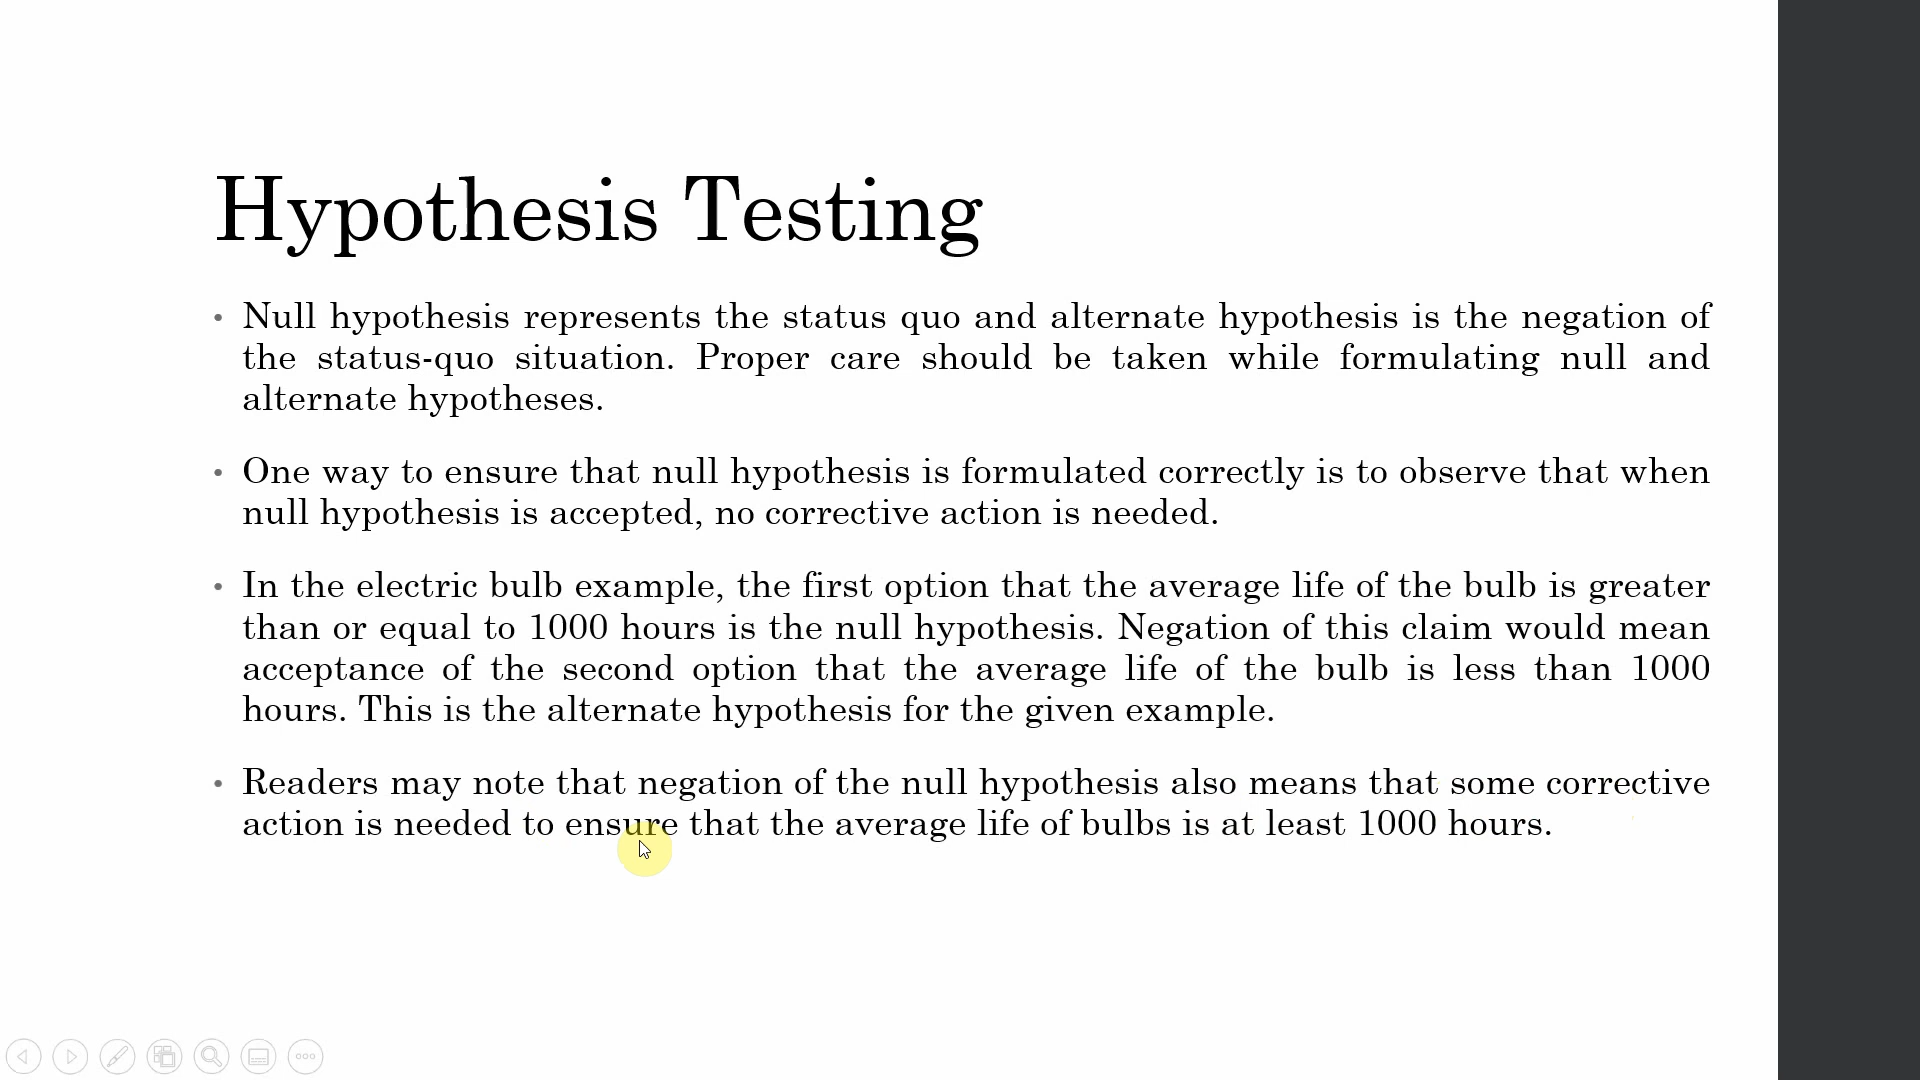 Hypothesis Testing
• Null hypothesis represents the status quo and alternate hypothesis is the negation of
the status-quo situation. Proper care should be taken while formulating null and
alternate hypotheses.
• One way to ensure that null hypothesis is formulated correctly is to observe that when
null hypothesis is accepted, no corrective action is needed.
• In the electric bulb example, the first option that the average life of the bulb is greater
than or equal to 1000 hours is the null hypothesis. Negation of this claim would mean
acceptance of the second option that the average life of the bulb is less than 1000
hours. This is the alternate hypothesis for the given example.
• Readers may note that negation of the null hypothesis also means that some corrective
action is needed to ensure that the average life of bulbs is at least 1000 hours.